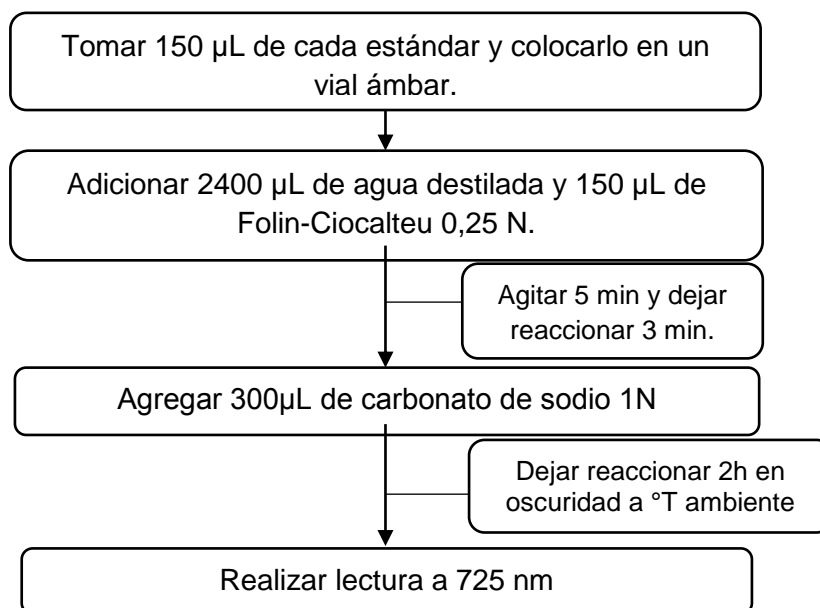 Tomar 150 µL de cada estándar y colocarlo en un
vial ámbar.
Adicionar 2400 µL de agua destilada y 150 µL de
Folin-Ciocalteu 0,25 N.
Agitar 5 min y dejar
reaccionar 3 min.
Agregar 300µL de carbonato de sodio 1N
Dejar reaccionar 2h en
oscuridad a °T ambiente
Realizar lectura a 725 nm